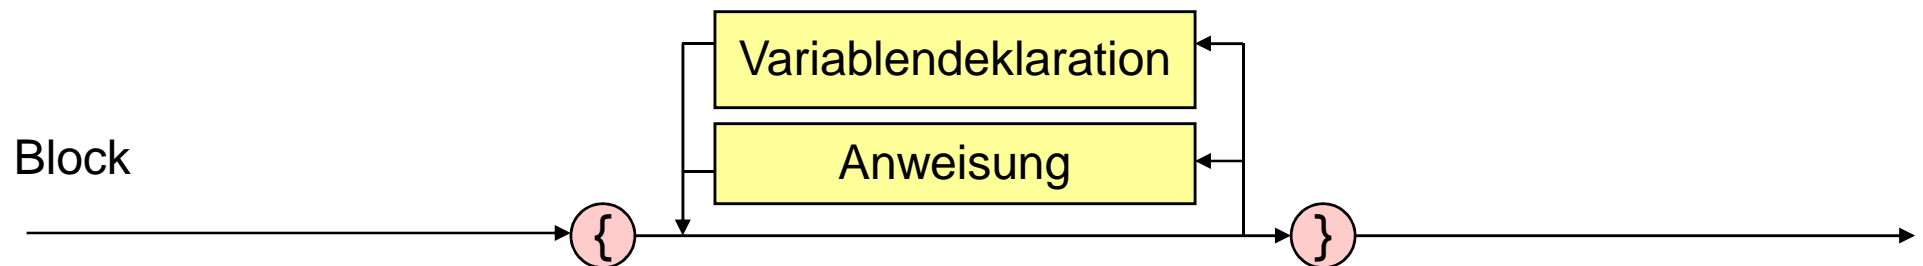 Variablendeklaration
Block
Anweisung
{
}